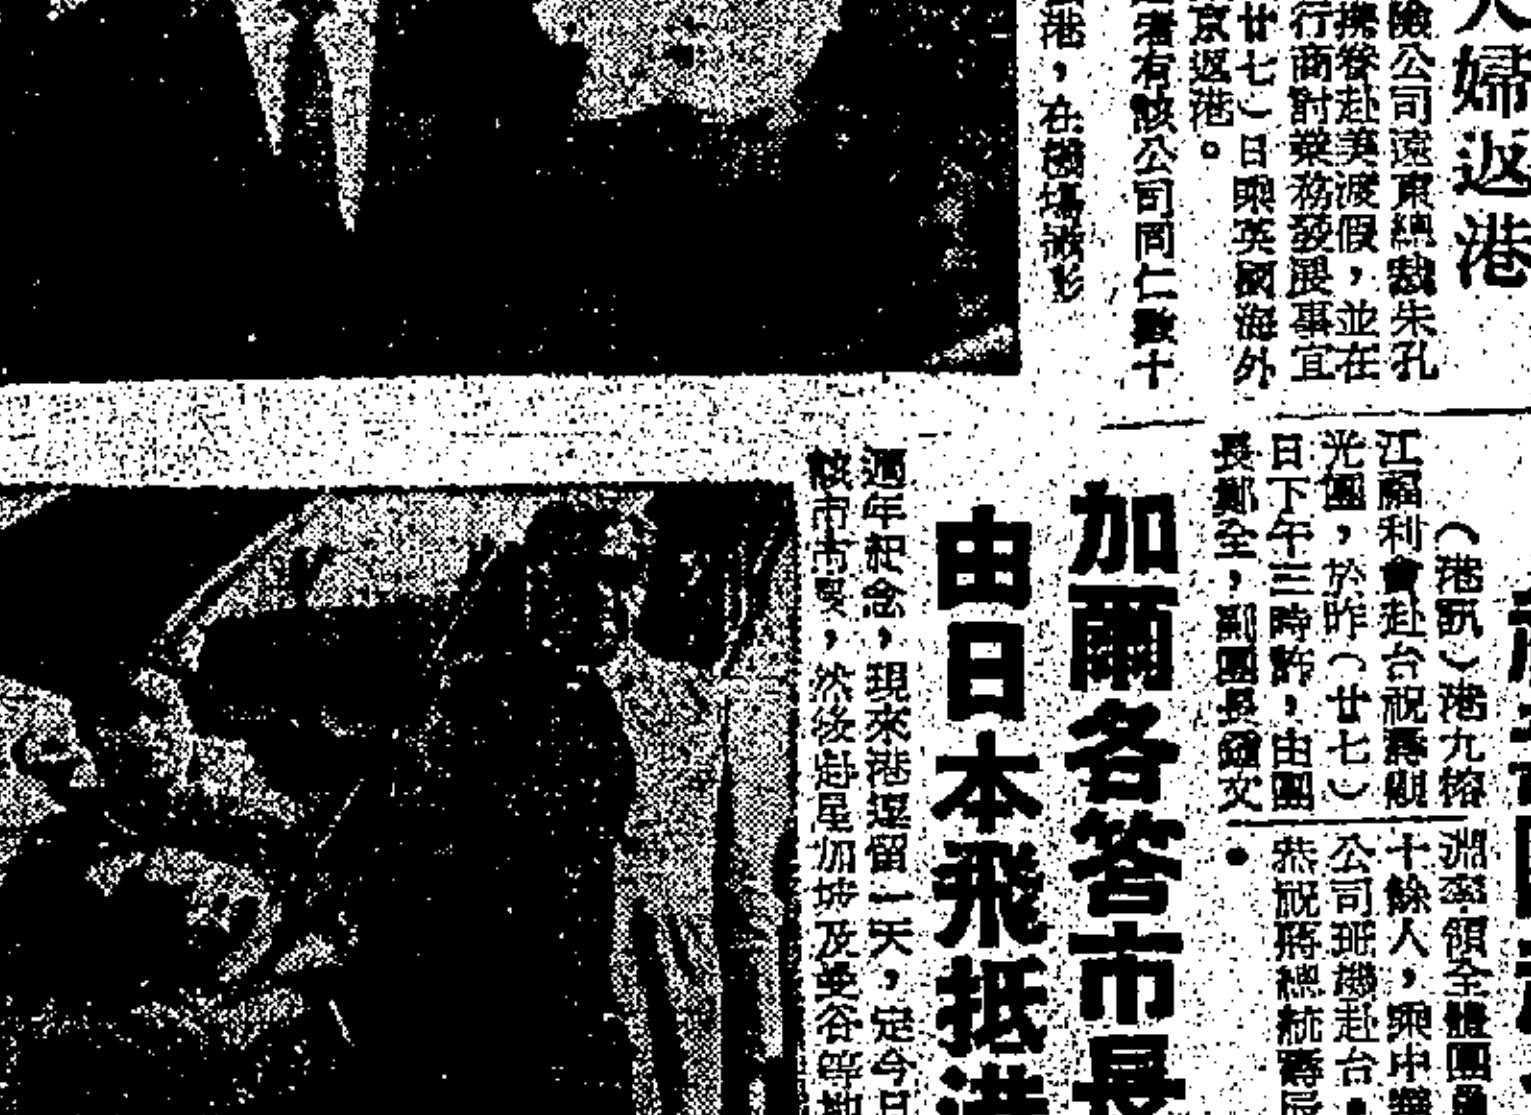 夫婦返港
險公司遠東總裁朱孔
攜眷赴美渡假，並在
行商討業務發展事宜
廿七）日乘英國海外
京返港。
者有該公司同仁數十
港，在機場攝影
（港訊）港九榕
江福利會赴台祝壽觀
光團，於昨（廿七）
日下午三時許，由團
長鄭全，副團長鍾文
淵率領全體團員
十餘人，乘中
公司班機赴台，
恭祝蔣總統壽辰
。
加爾各答市長
由日本飛抵港
週年紀念，現來港逗留一天，定今日
該市市長，然後赴星加坡及曼谷等地